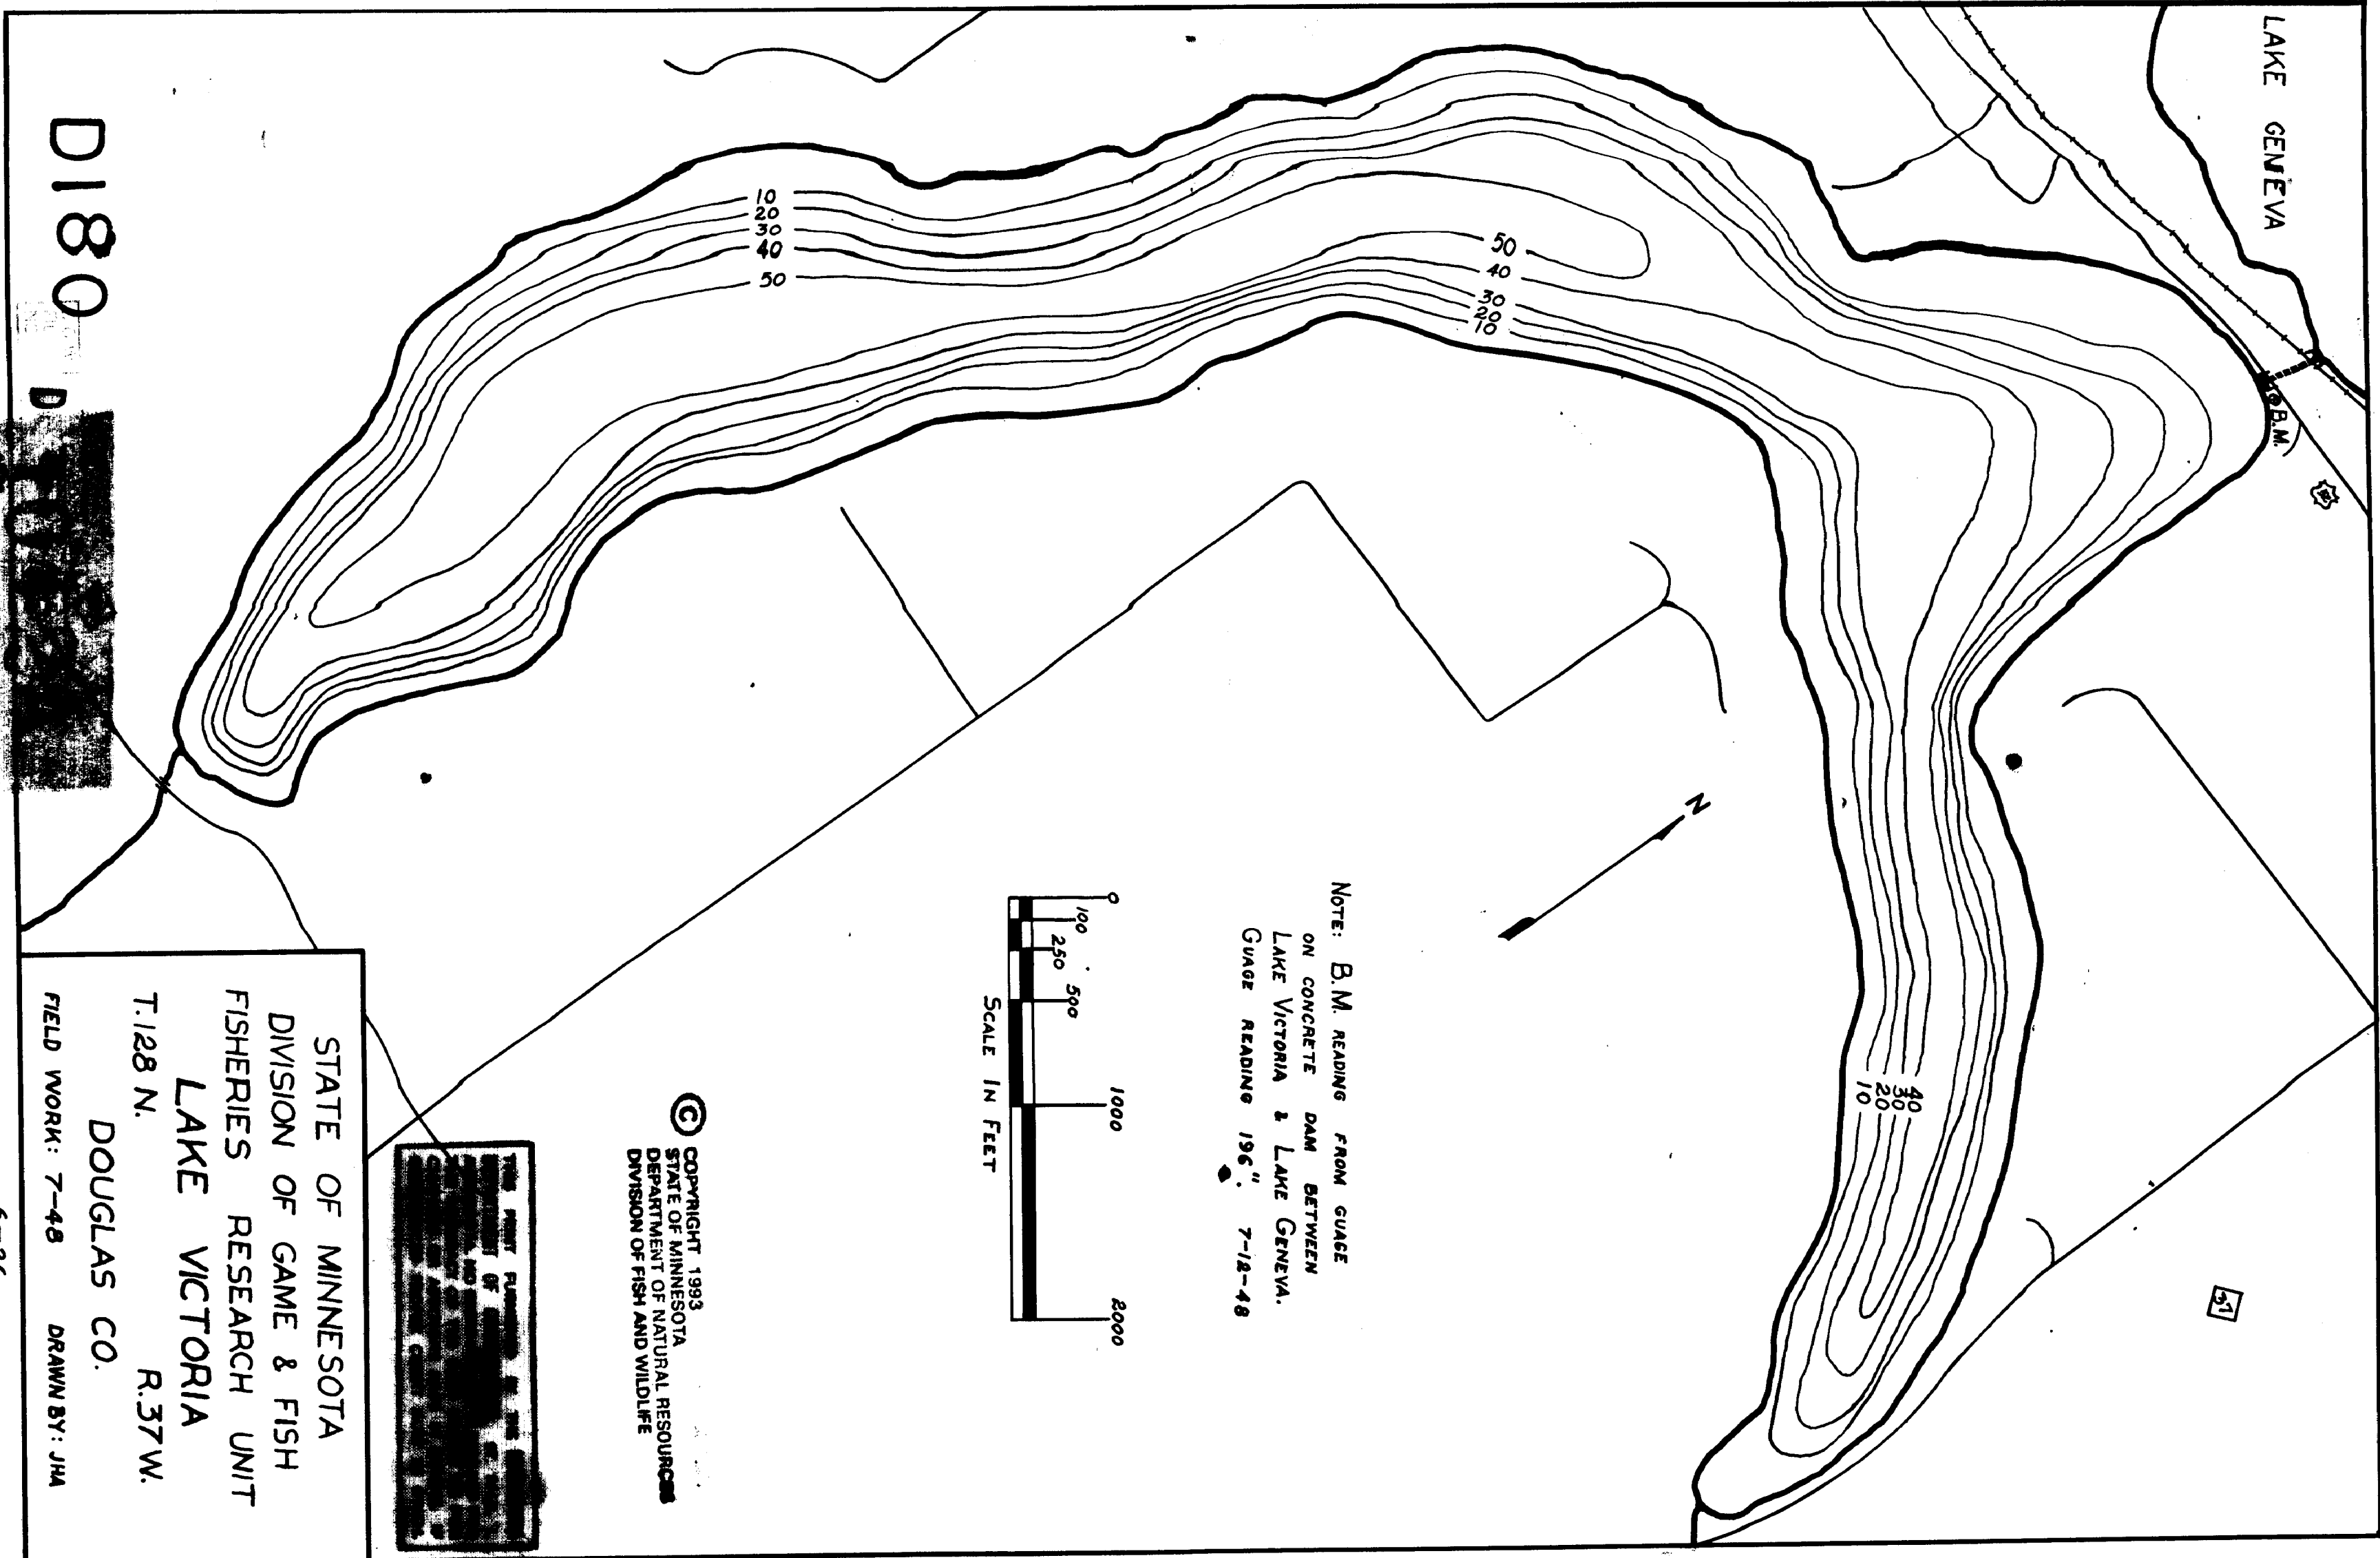 LAKE GENEVA
B.M.
D180
D
10
20
30
40
50
50
40
30
20
10
40
30
20
10
N
NOTE: B.M. READING FROM GUAGE
ON CONCRETE DAM BETWEEN
LAKE VICTORIA & LAKE GENEVA.
GUAGE READING 196". 7-12-48
0
100
250
500
1000
2000
SCALE IN FEET
37
© COPYRIGHT 1993
STATE OF MINNESOTA
DEPARTMENT OF NATURAL RESOURCES
DIVISION OF FISH AND WILDLIFE
STATE OF MINNESOTA
DIVISION OF GAME & FISH
FISHERIES RESEARCH UNIT
LAKE VICTORIA
T.128 N. R.37W.
DOUGLAS CO.
FIELD WORK: 7-48 DRAWN BY: JHA